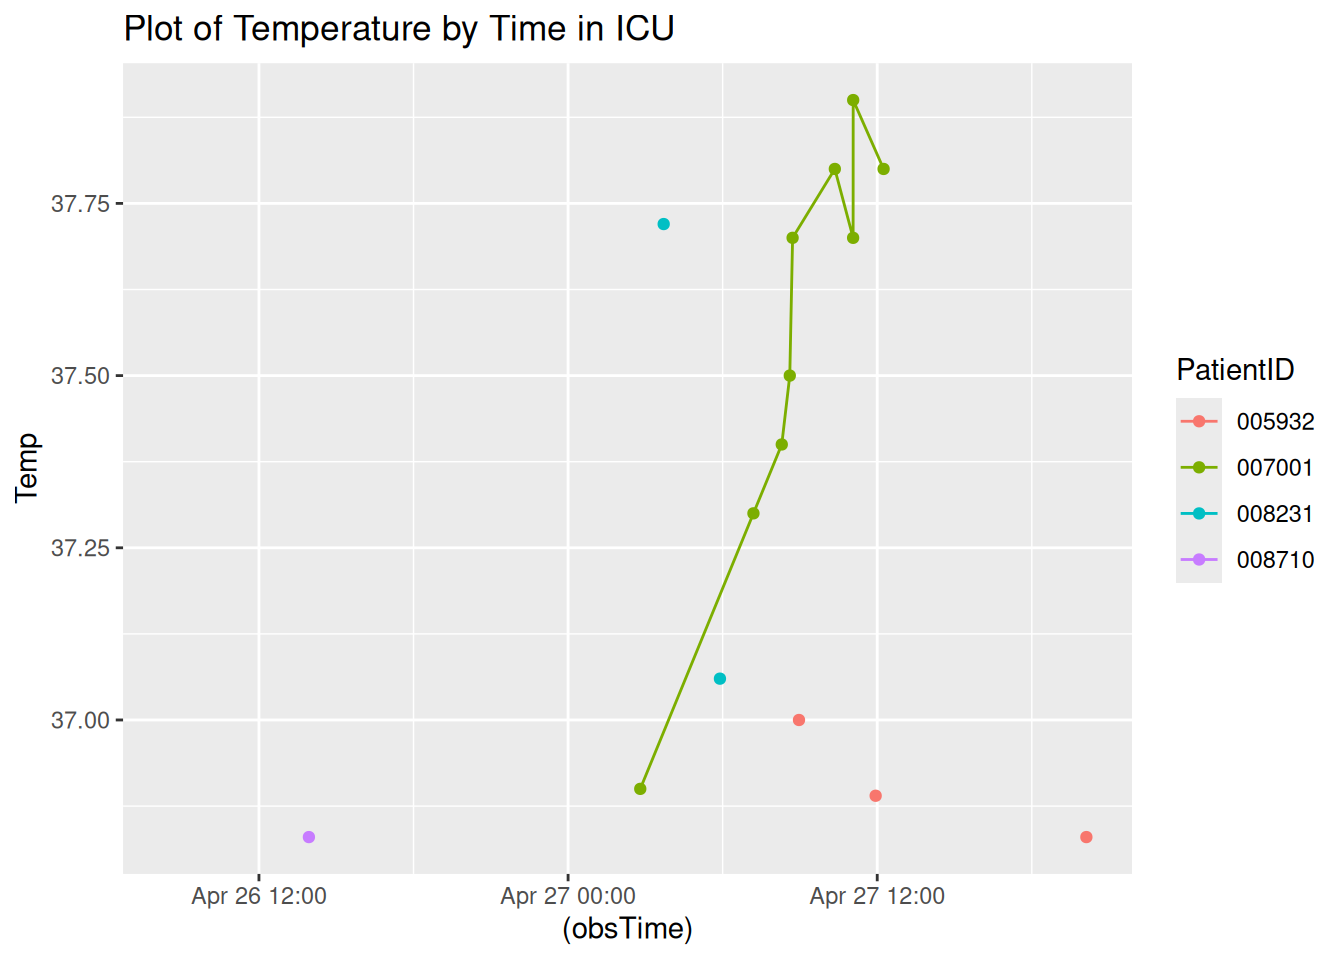 Plot of Temperature by Time in ICU
37.75
37.50
37.25
37.00
Temp
Apr 26 12:00
Apr 27 00:00
Apr 27 12:00
(obsTime)
PatientID
005932
007001
008231
008710